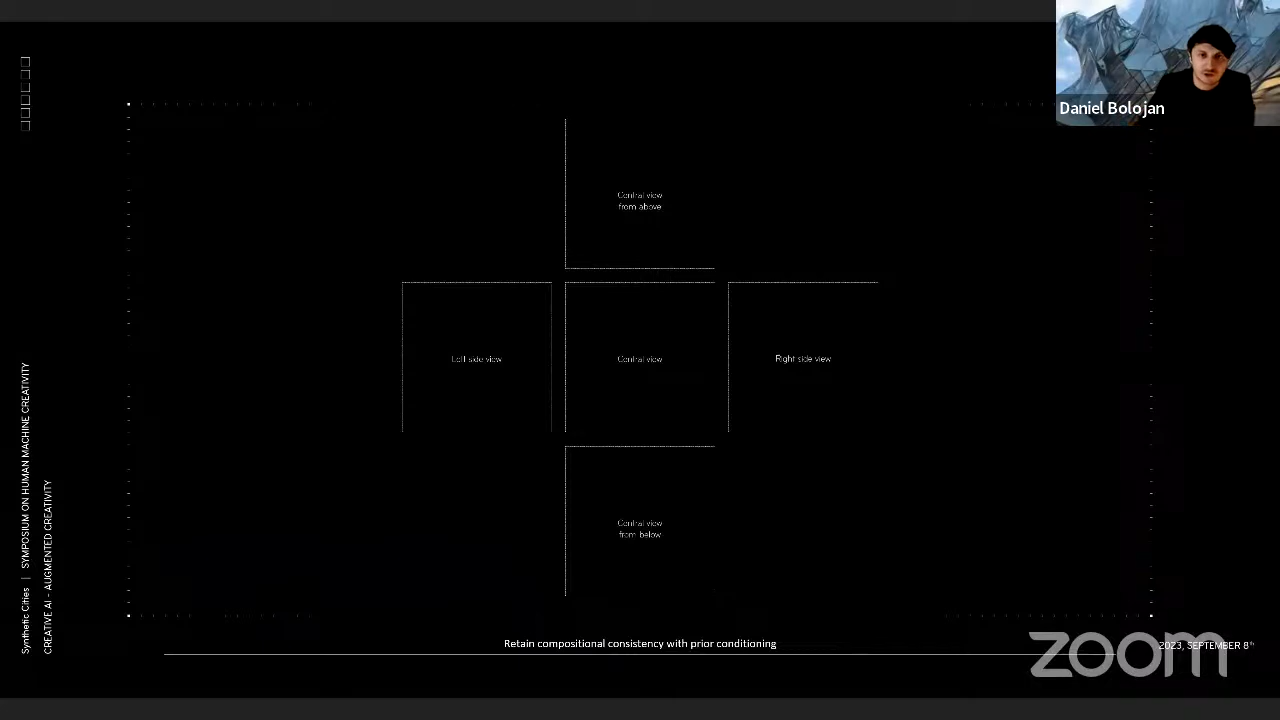 Daniel Bolojan
Central view
from above
Left side view
Central view
Right side view
Central view
from below
Synthetic Cities | SYMPOSIUM ON HUMAN MACHINE CREATIVITY
CREATIVE AI - AUGMENTED CREATIVITY
Retain compositional consistency with prior conditioning
2023, SEPTEMBER 8th
zoom